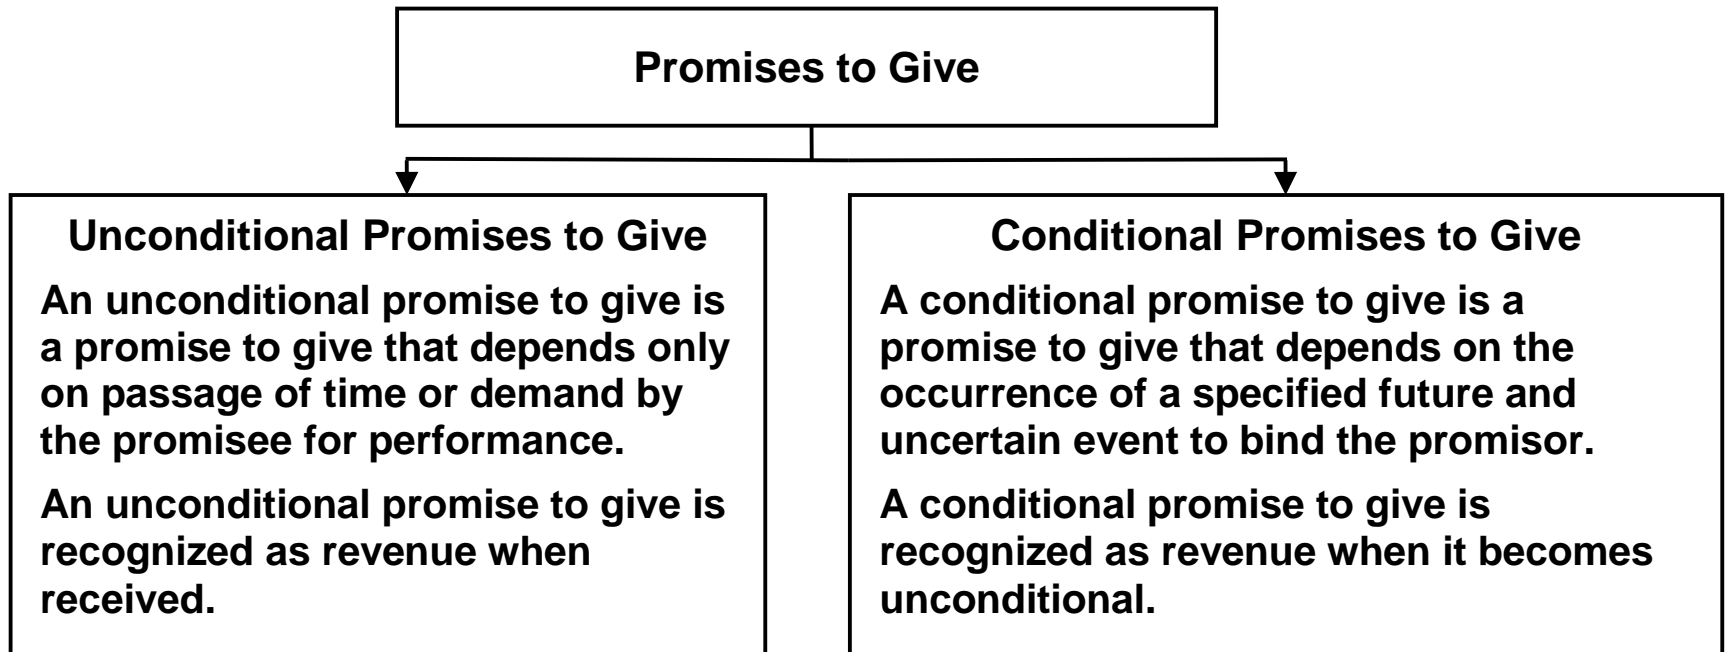 Promises to Give
Unconditional Promises to Give
An unconditional promise to give is
a promise to give that depends only
on passage of time or demand by
the promisee for performance.
An unconditional promise to give is
recognized as revenue when
received.
Conditional Promises to Give
A conditional promise to give is a
promise to give that depends on the
occurrence of a specified future and
uncertain event to bind the promisor.
A conditional promise to give is
recognized as revenue when it becomes
unconditional.